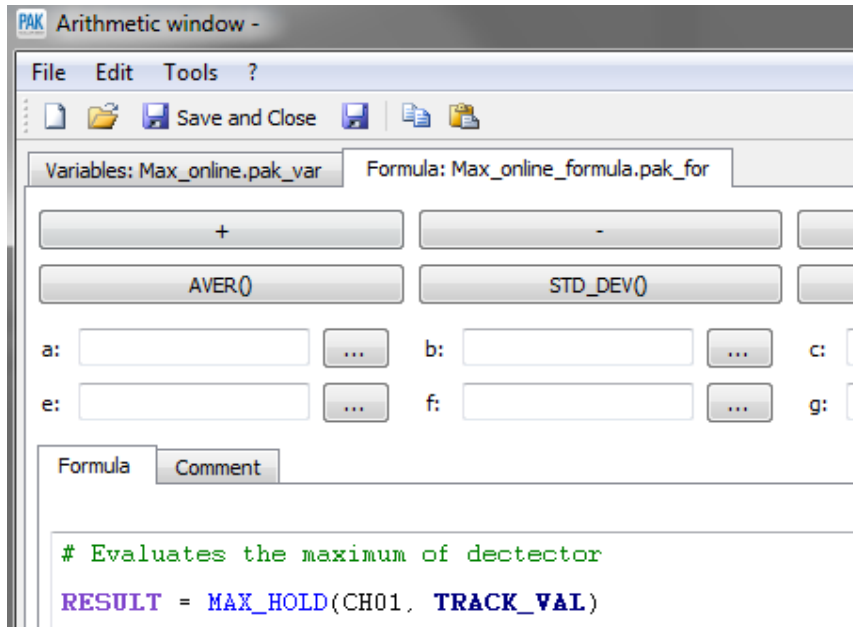 PAK Arithmetic window -
File Edit Tools ?
Save and Close
Variables: Max_online.pak_var Formula: Max_online_formula.pak_for
+ -
AVER() STD_DEV()
a: ... b: ... c:
e: ... f: ... g:
Formula Comment
# Evaluates the maximum of dectector
RESULT = MAX_HOLD(CH01, TRACK_VAL)